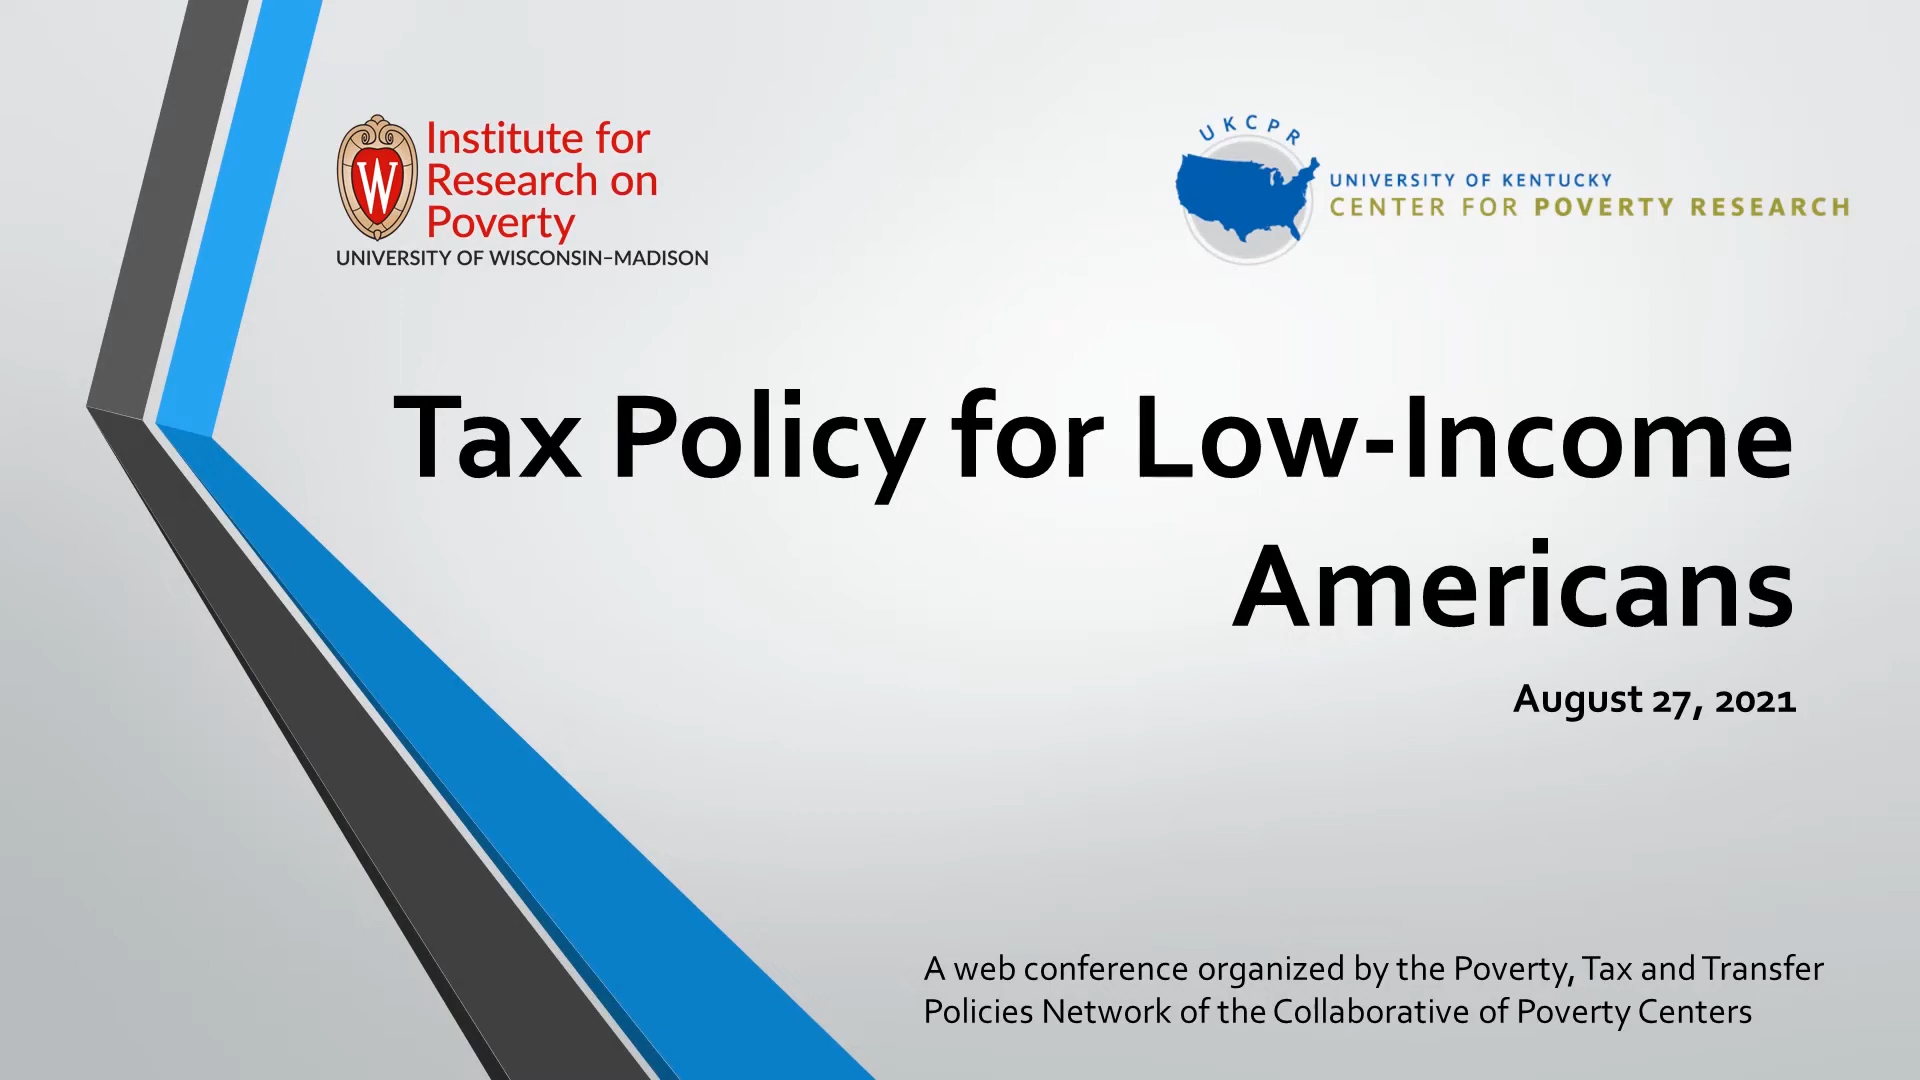 Institute for
Research on
Poverty
UNIVERSITY OF WISCONSIN–MADISON
W
UKCPR
UNIVERSITY OF KENTUCKY
CENTER FOR POVERTY RESEARCH
Tax Policy for Low-Income
Americans
August 27, 2021
A web conference organized by the Poverty, Tax and Transfer
Policies Network of the Collaborative of Poverty Centers